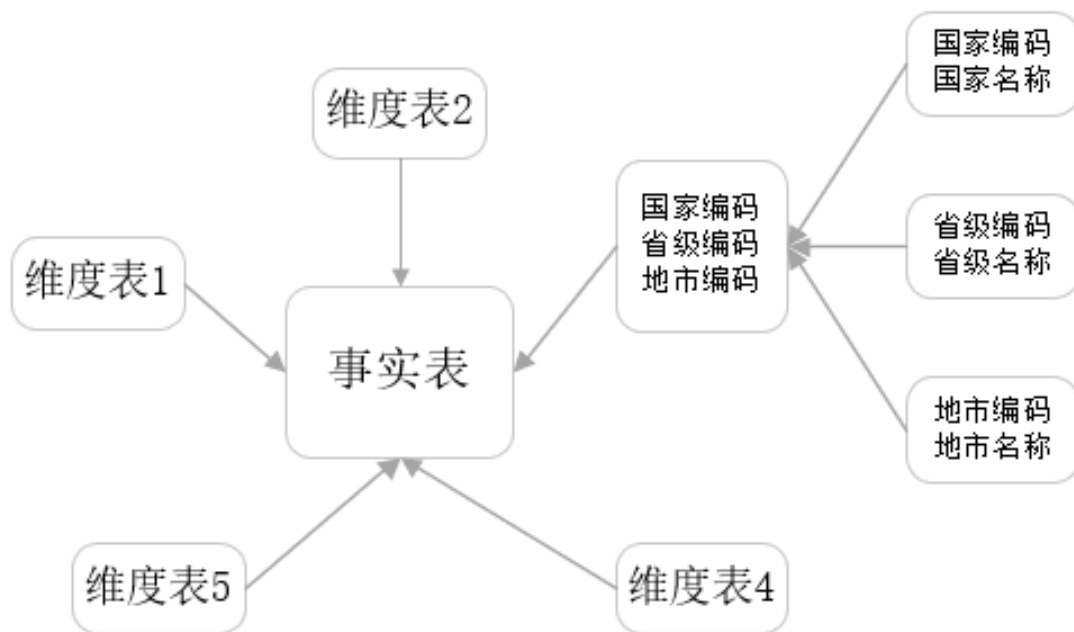 国家编码
国家名称
维度表2
国家编码
省级编码
地市编码
省级编码
省级名称
维度表1
事实表
地市编码
地市名称
维度表5
维度表4